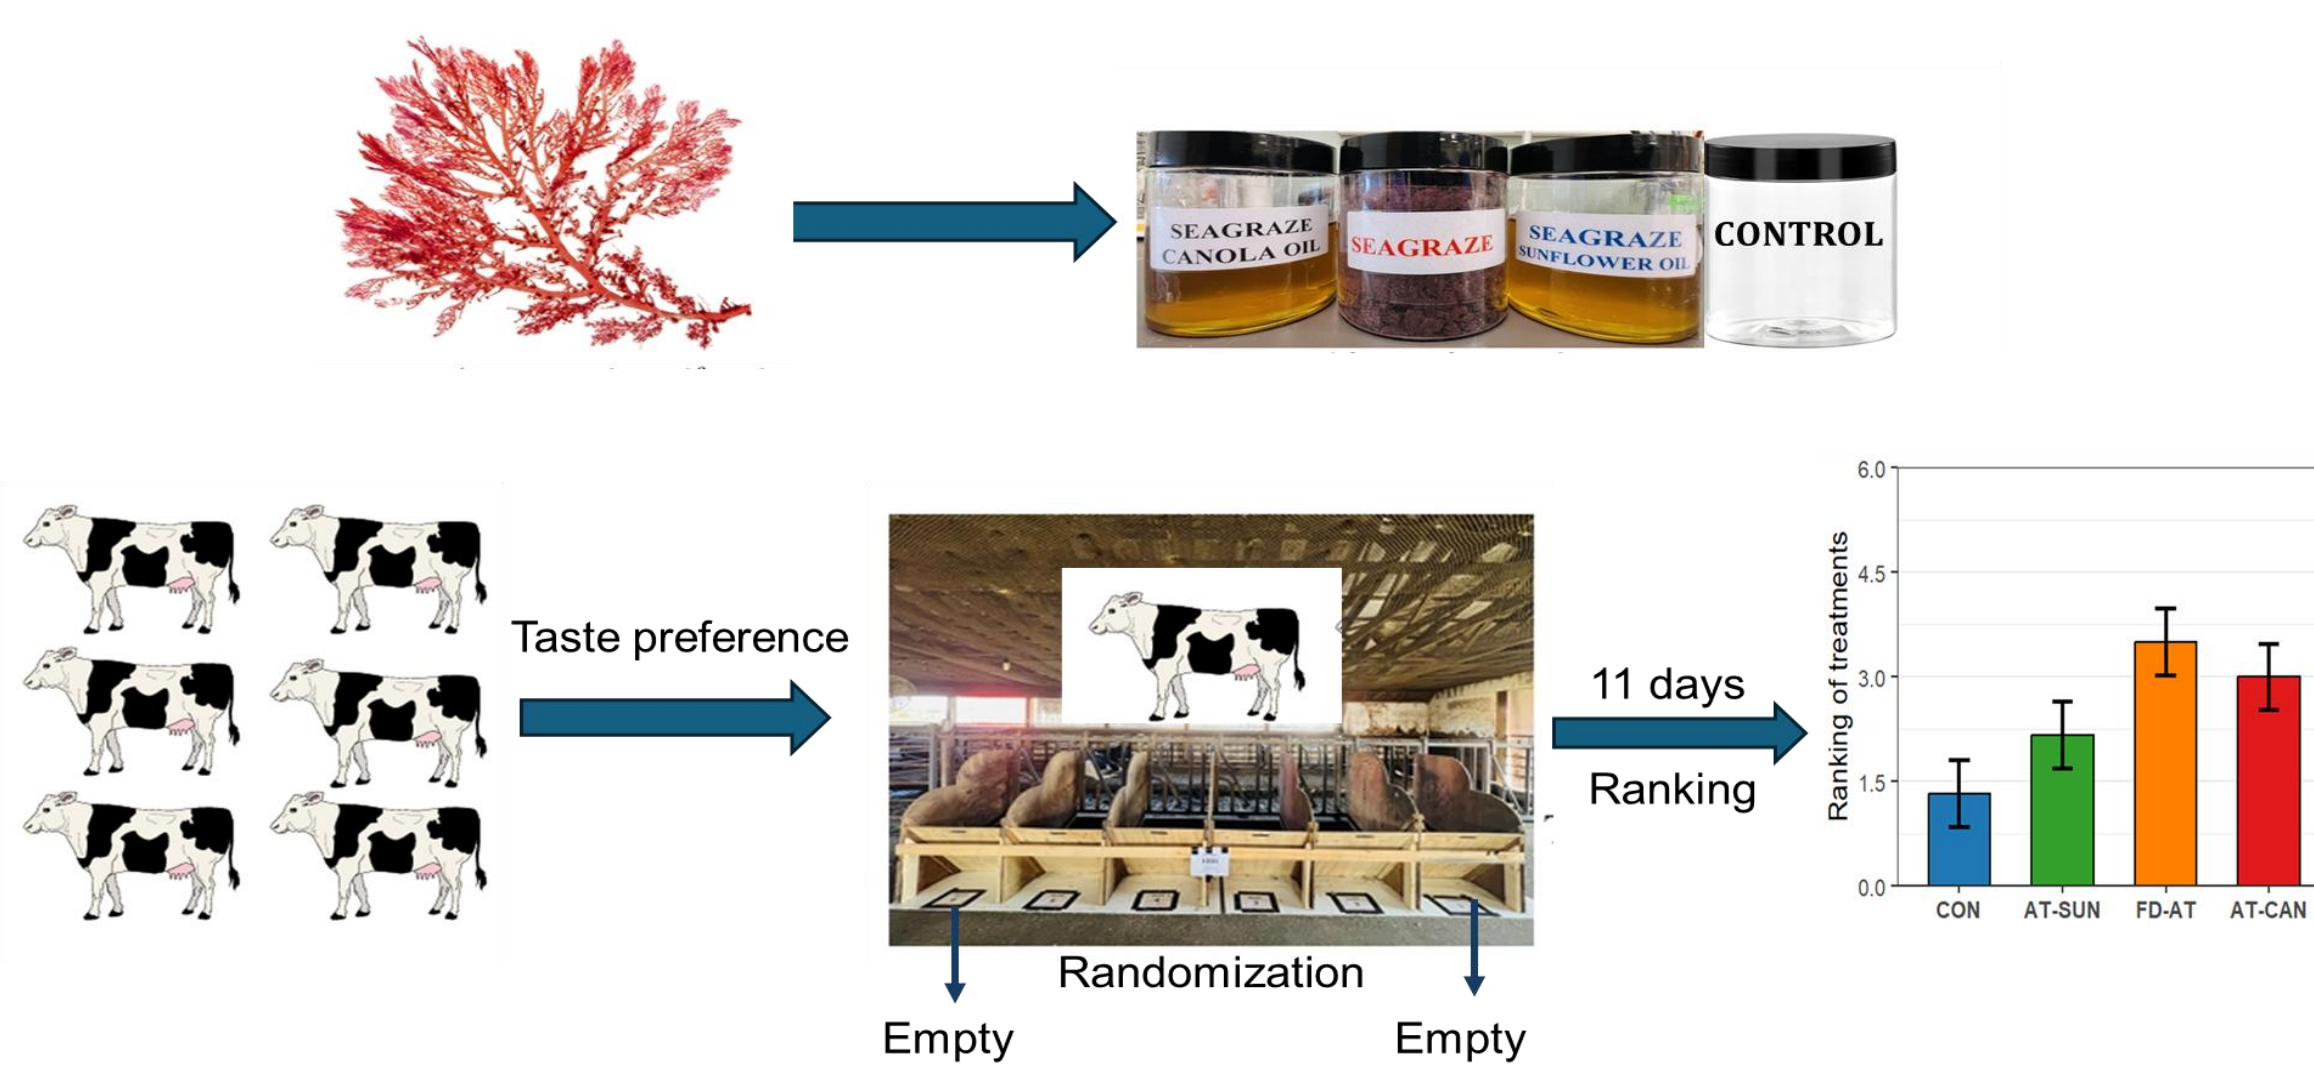 SEAGRAZE
CANOLA OIL
SEAGRAZE
SEAGRAZE
SUNFLOWER OIL
CONTROL
Taste preference
11 days
Ranking
Randomization
Empty
Empty
Ranking of treatments
6.0
4.5
3.0
1.5
0.0
CON
AT-SUN
FD-AT
AT-CAN